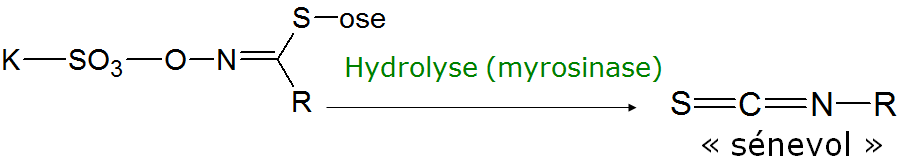 S—ose
K—SO3—O—N=C
R
Hydrolyse (myrosinase)
S=C=N—R
« sénevol »